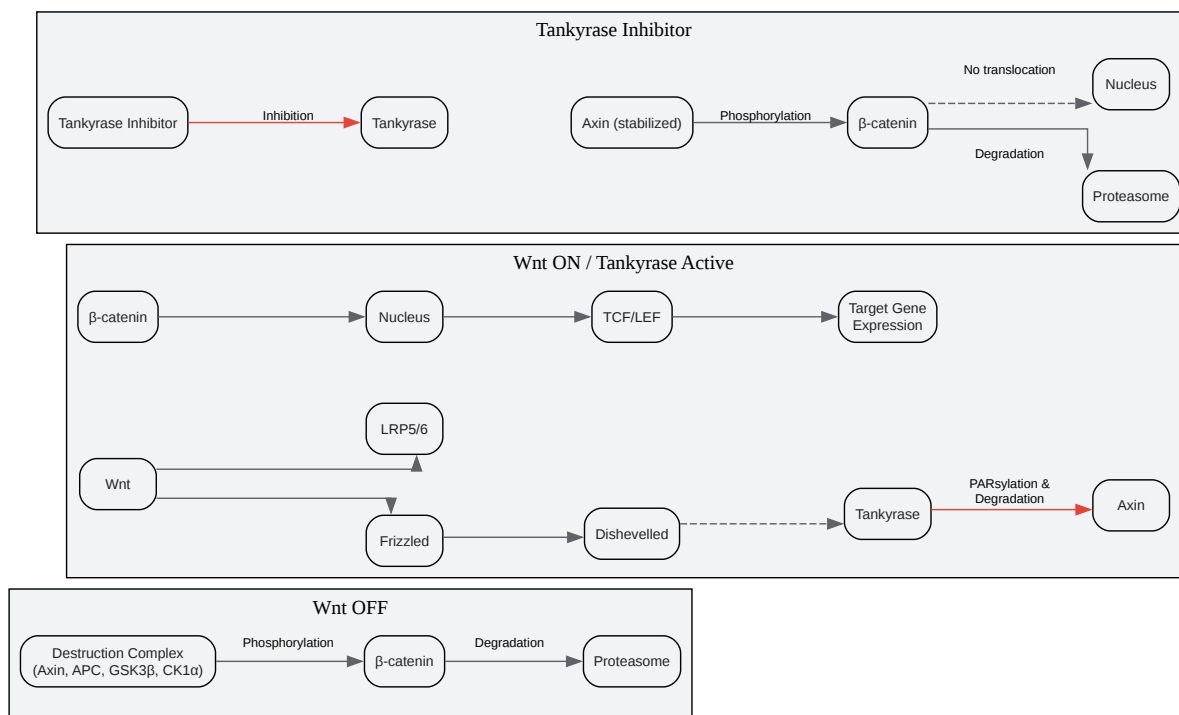 Tankyrase Inhibitor
No translocation
Nucleus
Tankyrase Inhibitor
Inhibition
Tankyrase
Axin (stabilized)
Phosphorylation
β-catenin
Degradation
Proteasome
Wnt ON / Tankyrase Active
β-catenin
Nucleus
TCF/LEF
Target Gene
Expression
LRP5/6
Wnt
Frizzled
Dishevelled
Tankyrase
PARsylation &
Degradation
Axin
Wnt OFF
Destruction Complex
(Axin, APC, GSK3β, CK1α)
Phosphorylation
β-catenin
Degradation
Proteasome